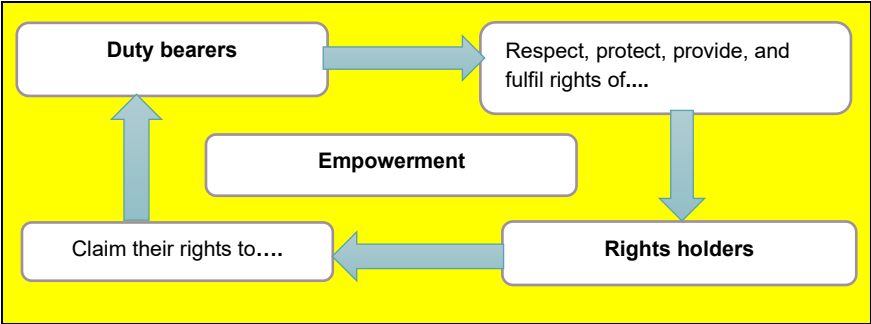 Duty bearers
Respect, protect, provide, and
fulfil rights of....
Empowerment
Claim their rights to....
Rights holders